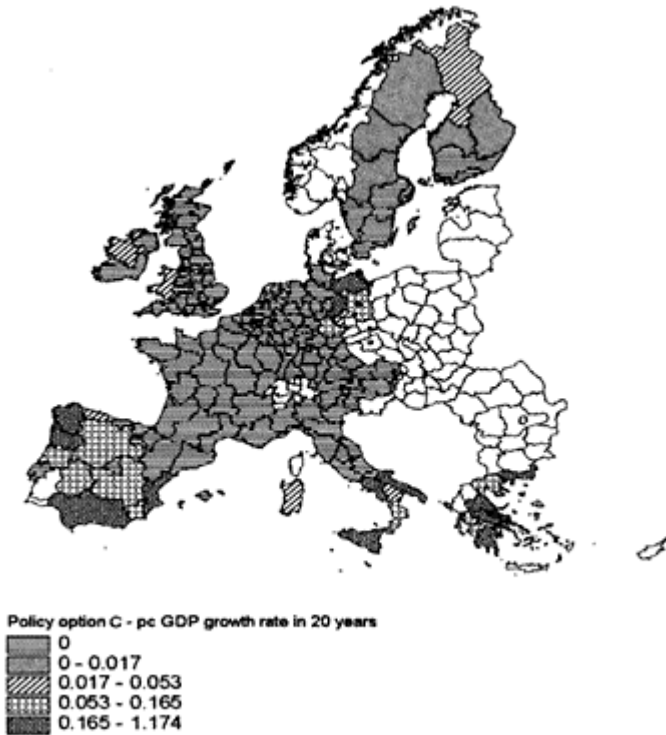 Policy option C - pc GDP growth rate in 20 years
0
0 - 0.017
0.017 - 0.053
0.053 - 0.165
0.165 - 1.174